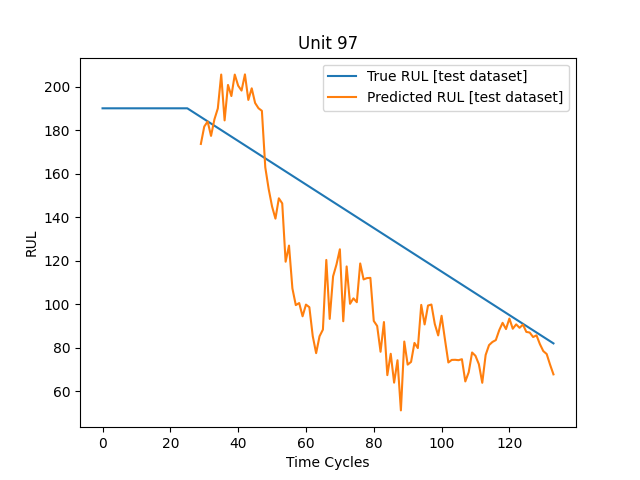 Unit 97
True RUL [test dataset]
Predicted RUL [test dataset]
200
180
160
140
120
100
80
60
RUL
0 20 40 60 80 100 120
Time Cycles